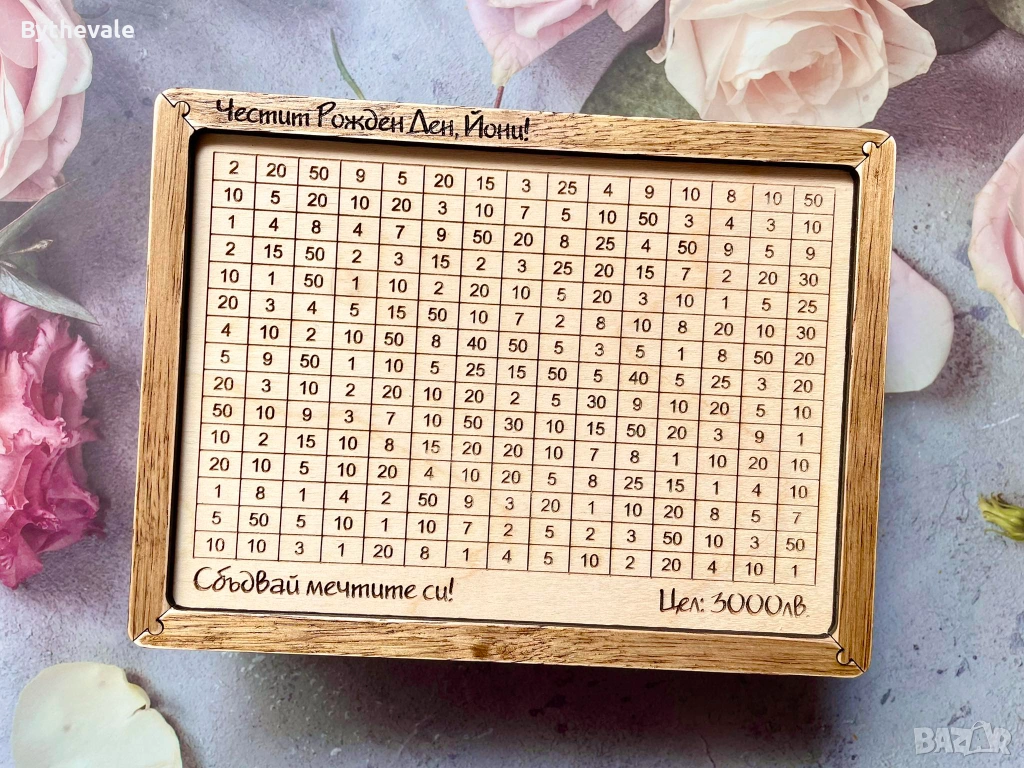 Bythevale
Честит Рожден Ден, Йони!
2 20 50 9 5 20 15 3 25 4 9 10 8 10 50
10 5 20 10 20 3 10 7 5 10 50 3 4 3 10
1 4 8 4 7 9 50 20 8 25 4 50 9 5 9
2 15 50 2 3 15 2 3 25 20 15 7 2 20 30
10 1 50 1 10 2 20 10 5 20 3 10 1 5 25
20 3 4 5 15 50 10 7 2 8 10 8 20 10 30
4 10 2 10 50 8 40 50 5 3 5 1 8 50 20
5 9 50 1 10 5 25 15 50 5 40 5 25 3 20
20 3 10 2 20 10 20 2 5 30 9 10 20 5 10
50 10 9 3 7 10 50 30 10 15 50 20 3 9 1
10 2 15 10 8 15 20 20 10 7 8 1 10 20 10
20 10 5 10 20 4 10 20 5 8 25 15 1 4 10
1 8 1 4 2 50 9 3 20 1 10 20 8 5 7
5 50 5 10 1 10 7 2 5 2 3 50 10 3 50
10 10 3 1 20 8 1 4 5 10 2 20 4 10 1
Сбъдвай мечтите си!
Цел: 3000лв.
BAZAR